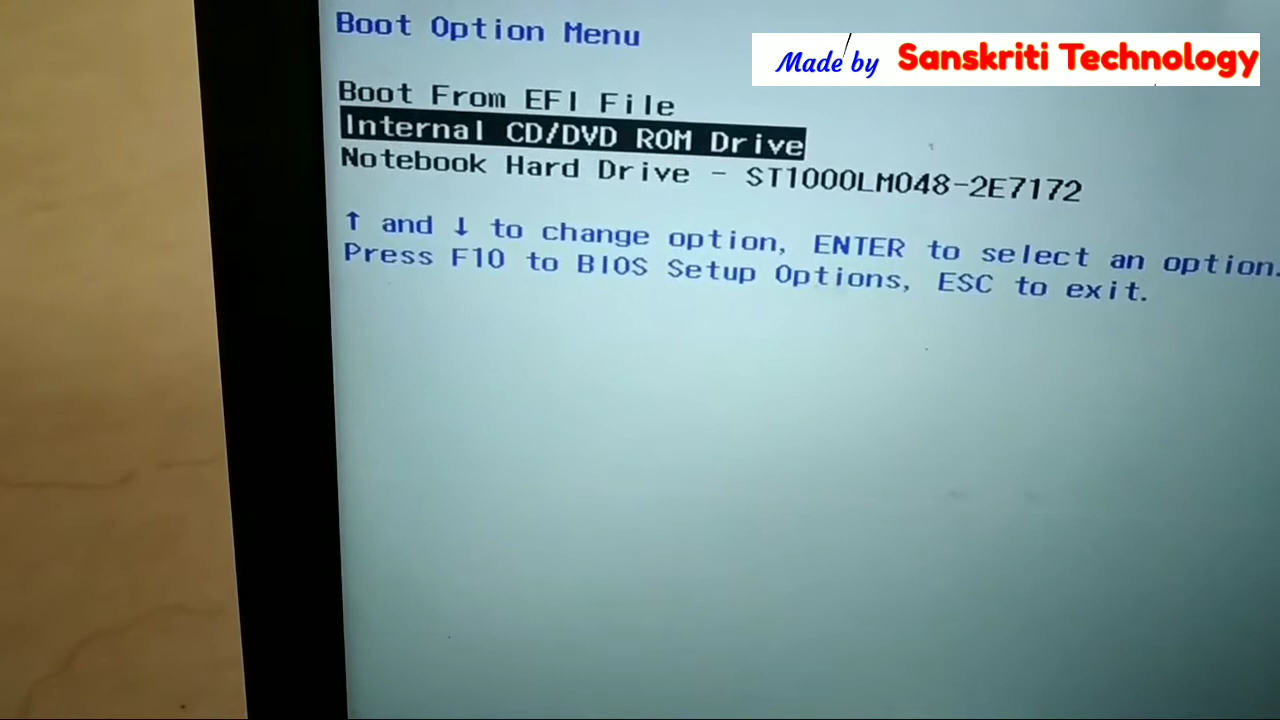 Boot Option Menu
Made by Sanskriti Technology
Boot From EFI File
Internal CD/DVD ROM Drive
Notebook Hard Drive - ST1000LM048-2E7172
↑ and ↓ to change option, ENTER to select an option.
Press F10 to BIOS Setup Options, ESC to exit.